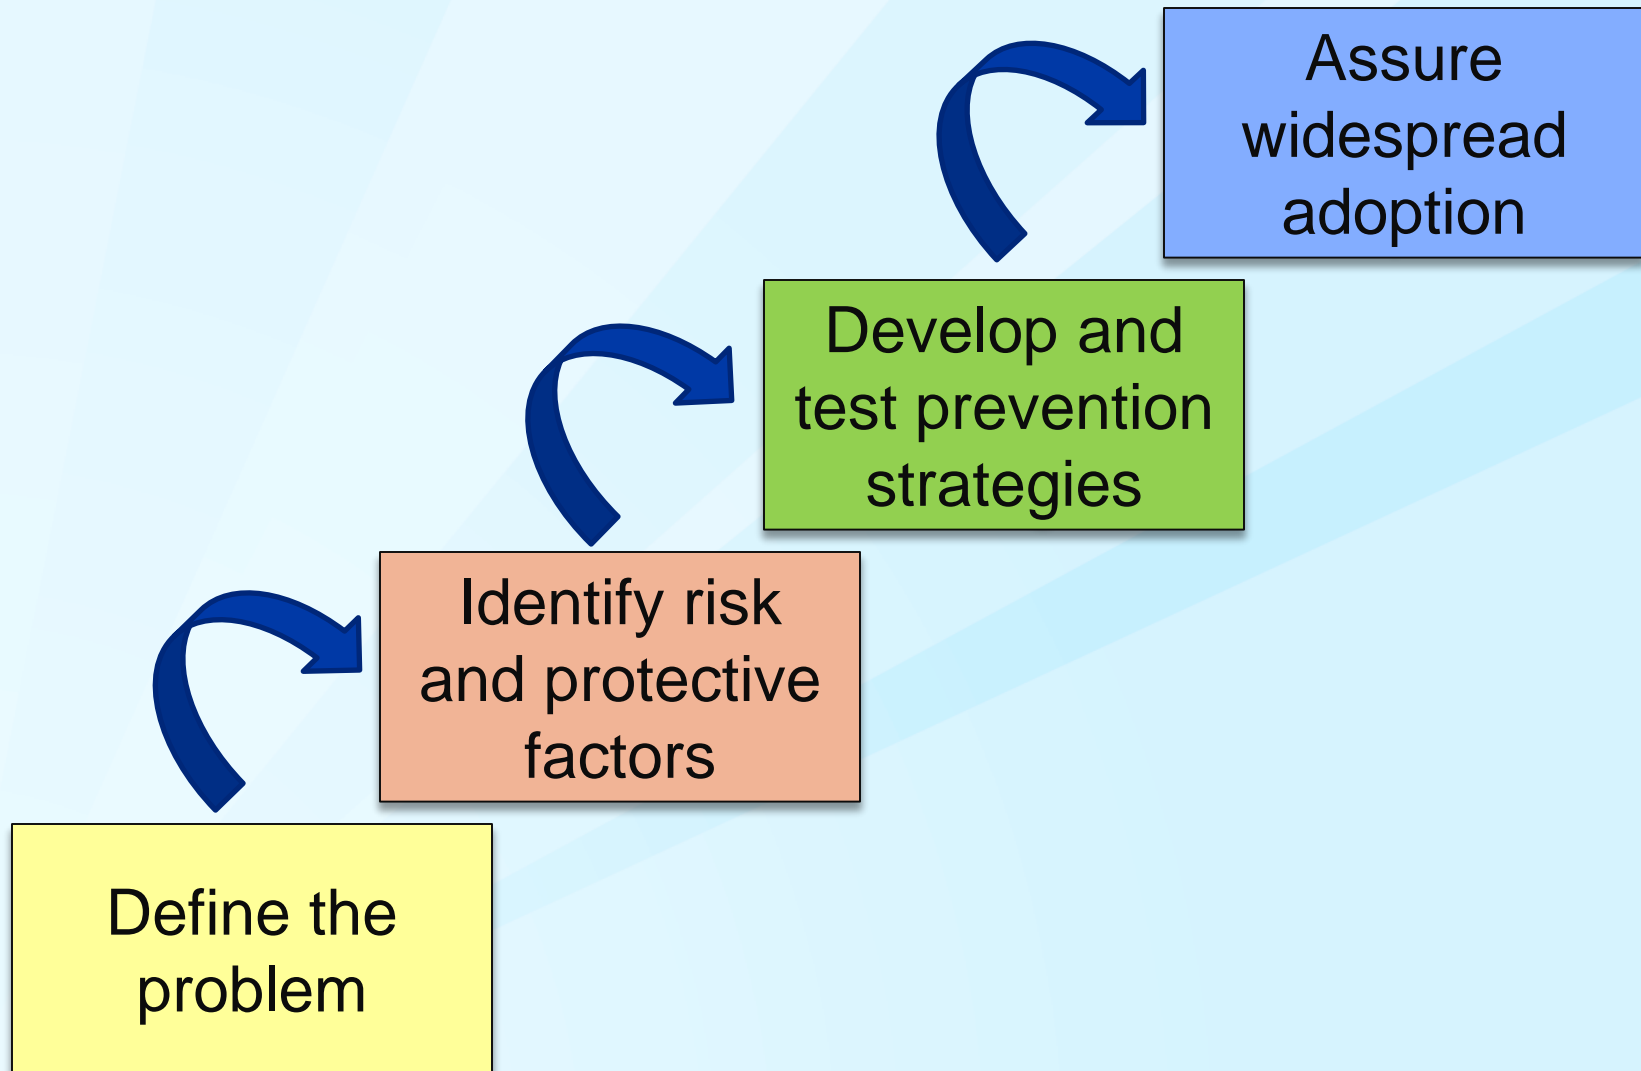 Assure
widespread
adoption
Develop and
test prevention
strategies
Identify risk
and protective
factors
Define the
problem